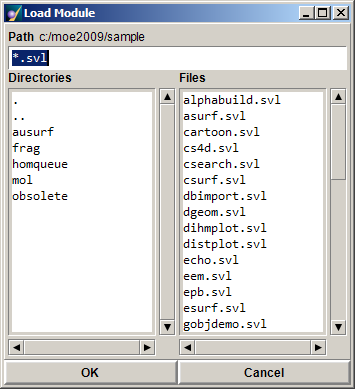 Load Module
Path c:/moe2009/sample
*.svl
Directories
.
..
ausurf
frag
homqueue
mol
obsolete
Files
alphabuild.svl
asurf.svl
cartoon.svl
cs4d.svl
csearch.svl
csurf.svl
dbimport.svl
dgeom.svl
dihmplot.svl
distplot.svl
echo.svl
eem.svl
epb.svl
esurf.svl
gobjdemo.svl
OK
Cancel